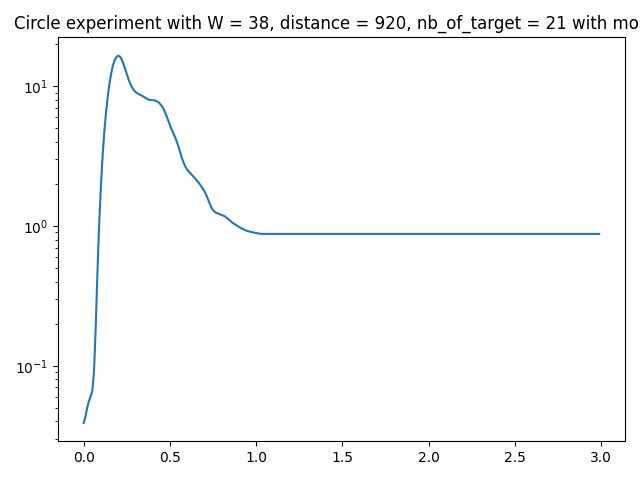 Circle experiment with W = 38, distance = 920, nb_of_target = 21 with mo
10¹
10⁰
10⁻¹
0.0 0.5 1.0 1.5 2.0 2.5 3.0